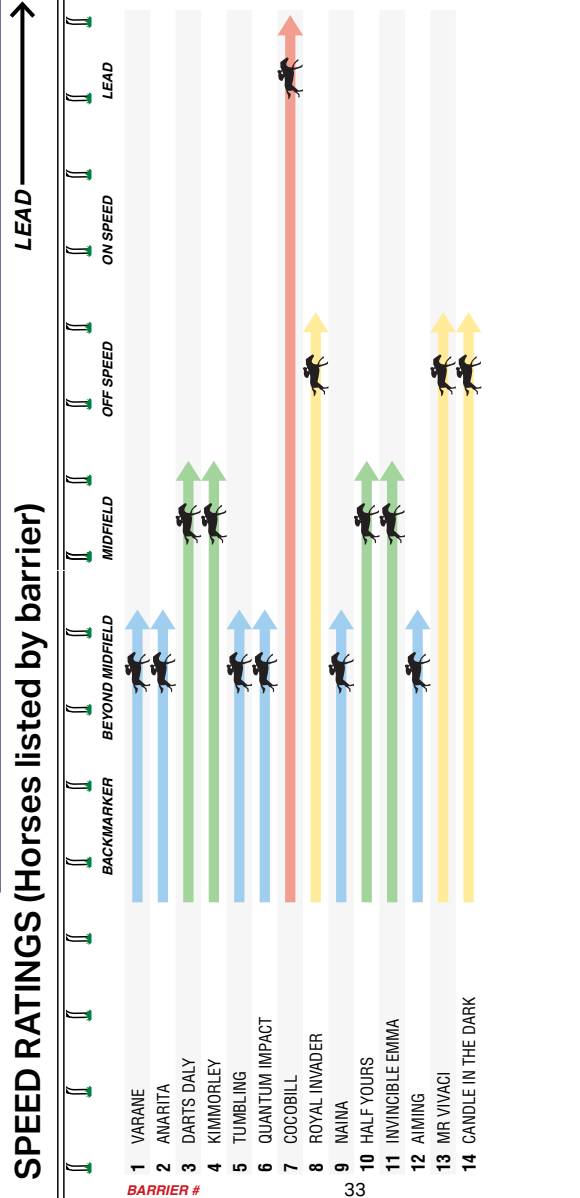 SPEED RATINGS (Horses listed by barrier)
LEAD
BACKMARKER
BEYOND MIDFIELD
MIDFIELD
OFF SPEED
ON SPEED
LEAD
BARRIER #
1 VARANE
2 ANARITA
3 DARTS DALY
4 KIMMORLEY
5 TUMBLING
6 QUANTUM IMPACT
7 COCOBILL
8 ROYAL INVADER
9 NAINA
10 HALF YOURS
11 INVINCIBLE EMMA
12 AIMING
13 MR VIVACI
14 CANDLE IN THE DARK
33